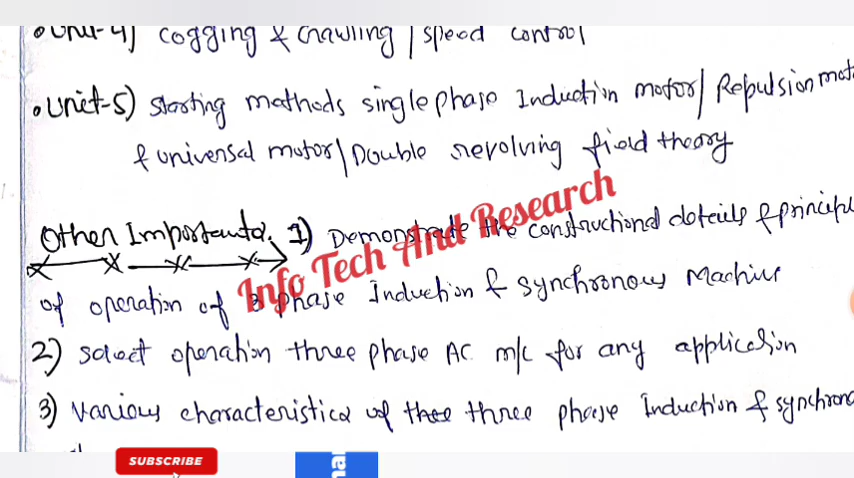 • Unit-4) cogging & crawling / speed control
• Unit-5) starting methods single phase Induction motor / Repulsion mot
& universal motor / Double revolving field theory
Other Important Q. 1) Demonstrate the constructional details & principle
of operation of 3 phase Induction & synchronous Machine
2) select operation three phase AC m/c for any application
3) various characteristics of three phase Induction & synchrono
Info Tech And Research
SUBSCRIBE